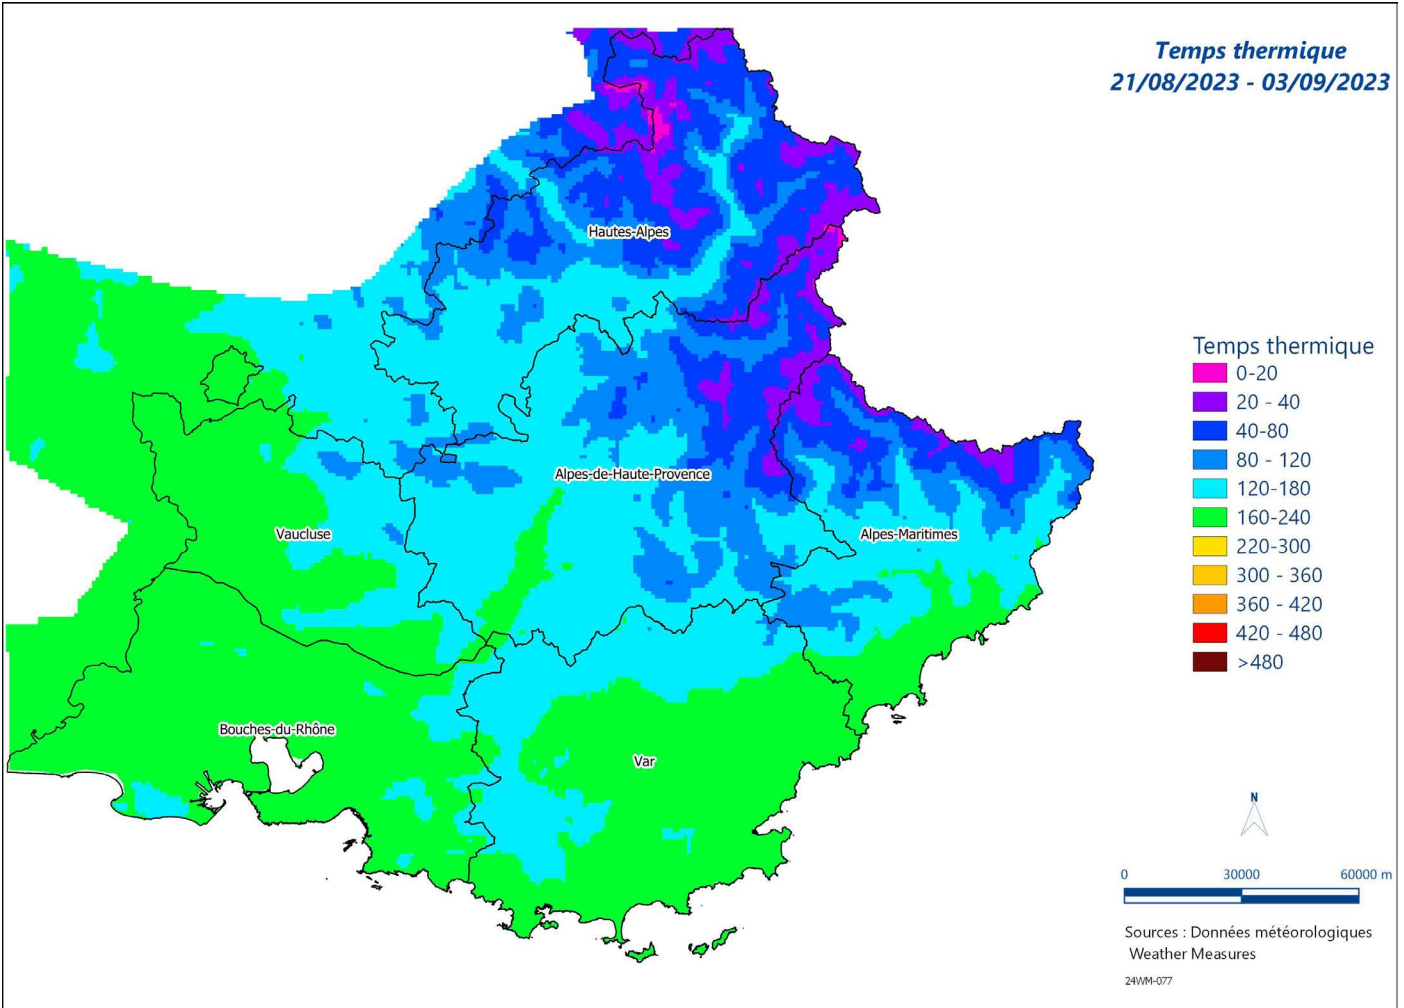 Temps thermique
21/08/2023 - 03/09/2023
Hautes-Alpes
Temps thermique
0-20
20 - 40
40-80
80 - 120
120-180
160-240
220-300
300 - 360
360 - 420
420 - 480
>480
Alpes-de-Haute-Provence
Vaucluse
Alpes-Maritimes
Bouches-du-Rhône
Var
N
0 30000 60000 m
Sources : Données météorologiques
Weather Measures
24WM-077